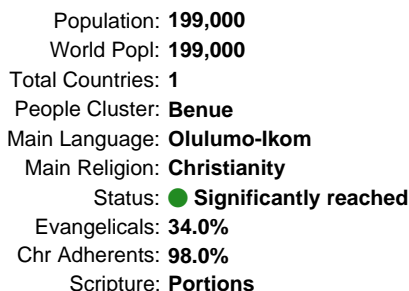 Population: 199,000
World Popl: 199,000
Total Countries: 1
People Cluster: Benue
Main Language: Olulumo-Ikom
Main Religion: Christianity
Status: Significantly reached
Evangelicals: 34.0%
Chr Adherents: 98.0%
Scripture: Portions